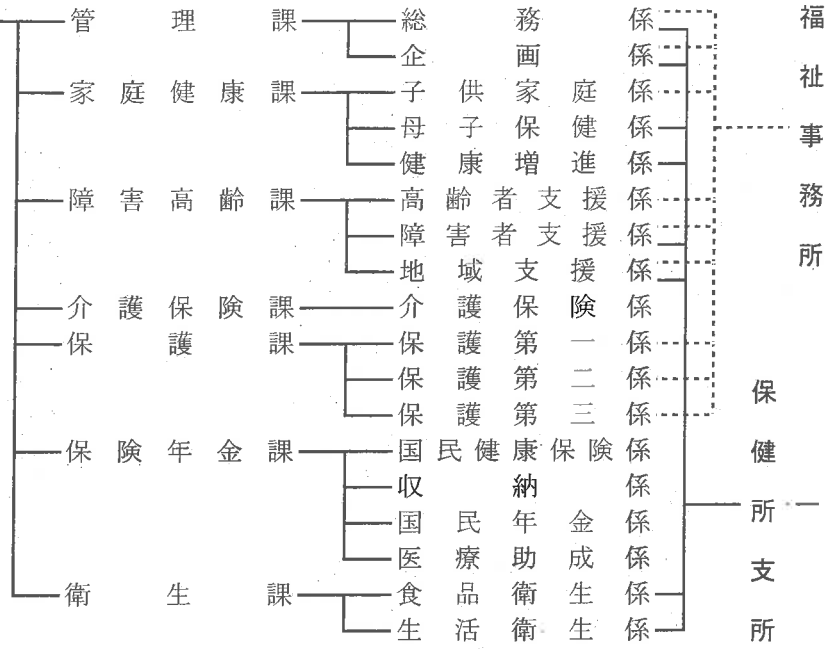 管理課 総務係
企画係
家庭健康課 子供家庭係
母子保健係
健康増進係
障害高齢課 高齢者支援係
障害者支援係
地域支援係
介護保険課 介護保険係
保護課 保護第一係
保護第二係
保護第三係
保険年金課 国民健康保険係
収納係
国民年金係
医療助成係
衛生課 食品衛生係
生活衛生係
福祉事務所
保健所支所